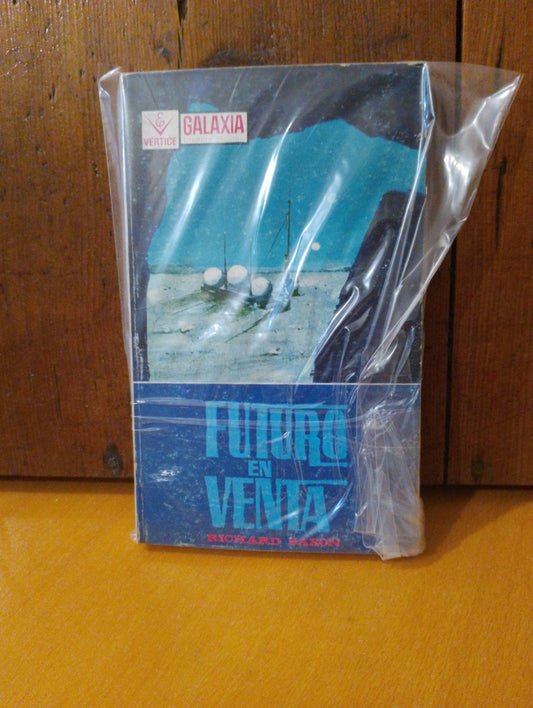 VERTICE
GALAXIA
FUTURO
EN
VENTA
RICHARD SAXON